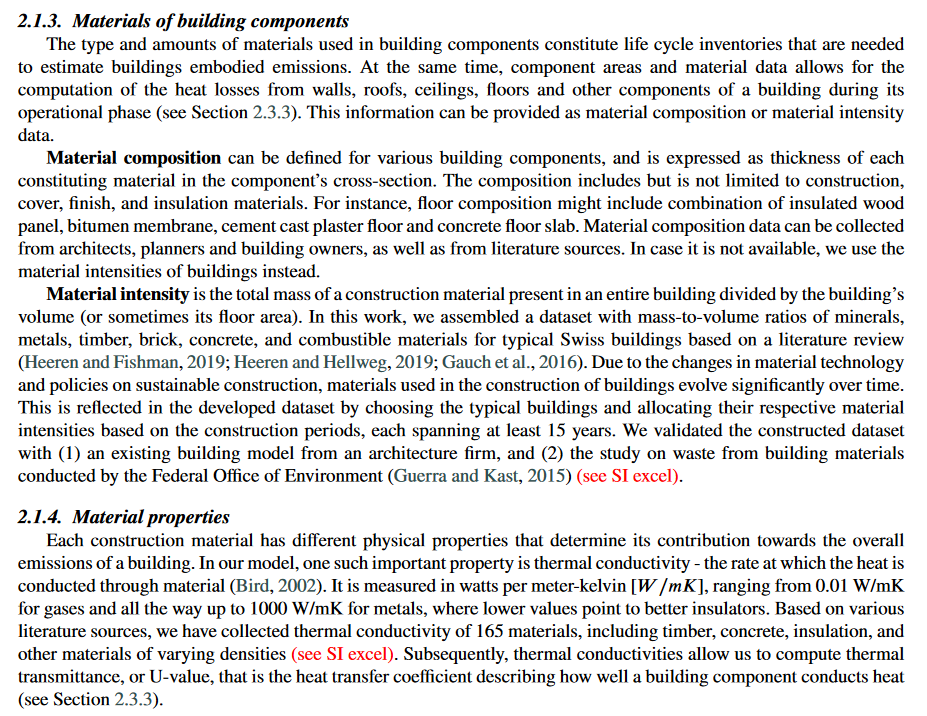 2.1.3. Materials of building components
The type and amounts of materials used in building components constitute life cycle inventories that are needed
to estimate buildings embodied emissions. At the same time, component areas and material data allows for the
computation of the heat losses from walls, roofs, ceilings, floors and other components of a building during its
operational phase (see Section 2.3.3). This information can be provided as material composition or material intensity
data.
Material composition can be defined for various building components, and is expressed as thickness of each
constituting material in the component's cross-section. The composition includes but is not limited to construction,
cover, finish, and insulation materials. For instance, floor composition might include combination of insulated wood
panel, bitumen membrane, cement cast plaster floor and concrete floor slab. Material composition data can be collected
from architects, planners and building owners, as well as from literature sources. In case it is not available, we use the
material intensities of buildings instead.
Material intensity is the total mass of a construction material present in an entire building divided by the building's
volume (or sometimes its floor area). In this work, we assembled a dataset with mass-to-volume ratios of minerals,
metals, timber, brick, concrete, and combustible materials for typical Swiss buildings based on a literature review
(Heeren and Fishman, 2019; Heeren and Hellweg, 2019; Gauch et al., 2016). Due to the changes in material technology
and policies on sustainable construction, materials used in the construction of buildings evolve significantly over time.
This is reflected in the developed dataset by choosing the typical buildings and allocating their respective material
intensities based on the construction periods, each spanning at least 15 years. We validated the constructed dataset
with (1) an existing building model from an architecture firm, and (2) the study on waste from building materials
conducted by the Federal Office of Environment (Guerra and Kast, 2015) (see SI excel).
2.1.4. Material properties
Each construction material has different physical properties that determine its contribution towards the overall
emissions of a building. In our model, one such important property is thermal conductivity - the rate at which the heat is
conducted through material (Bird, 2002). It is measured in watts per meter-kelvin [W/mK], ranging from 0.01 W/mK
for gases and all the way up to 1000 W/mK for metals, where lower values point to better insulators. Based on various
literature sources, we have collected thermal conductivity of 165 materials, including timber, concrete, insulation, and
other materials of varying densities (see SI excel). Subsequently, thermal conductivities allow us to compute thermal
transmittance, or U-value, that is the heat transfer coefficient describing how well a building component conducts heat
(see Section 2.3.3).